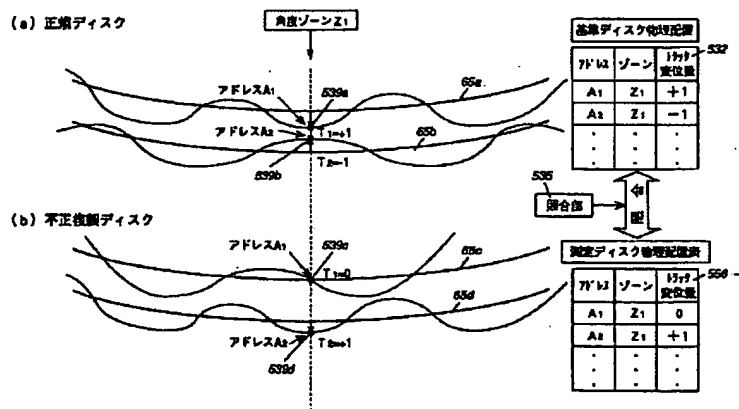 (a) 正規ディスク
角度ゾーンZ1
基準ディスク物理配置
532
アドレス ゾーン トラック変位量
A1 Z1 +1
A2 Z1 −1
65a
アドレスA1
539a
T1=+1
アドレスA2
65b
539b
T2=−1
535
照合部
照合
(b) 不正複製ディスク
アドレスA1
539c
T1=0
65c
65d
アドレスA2
T2=+1
539d
測定ディスク物理配置表
556
アドレス ゾーン トラック変位量
A1 Z1 0
A2 Z1 +1